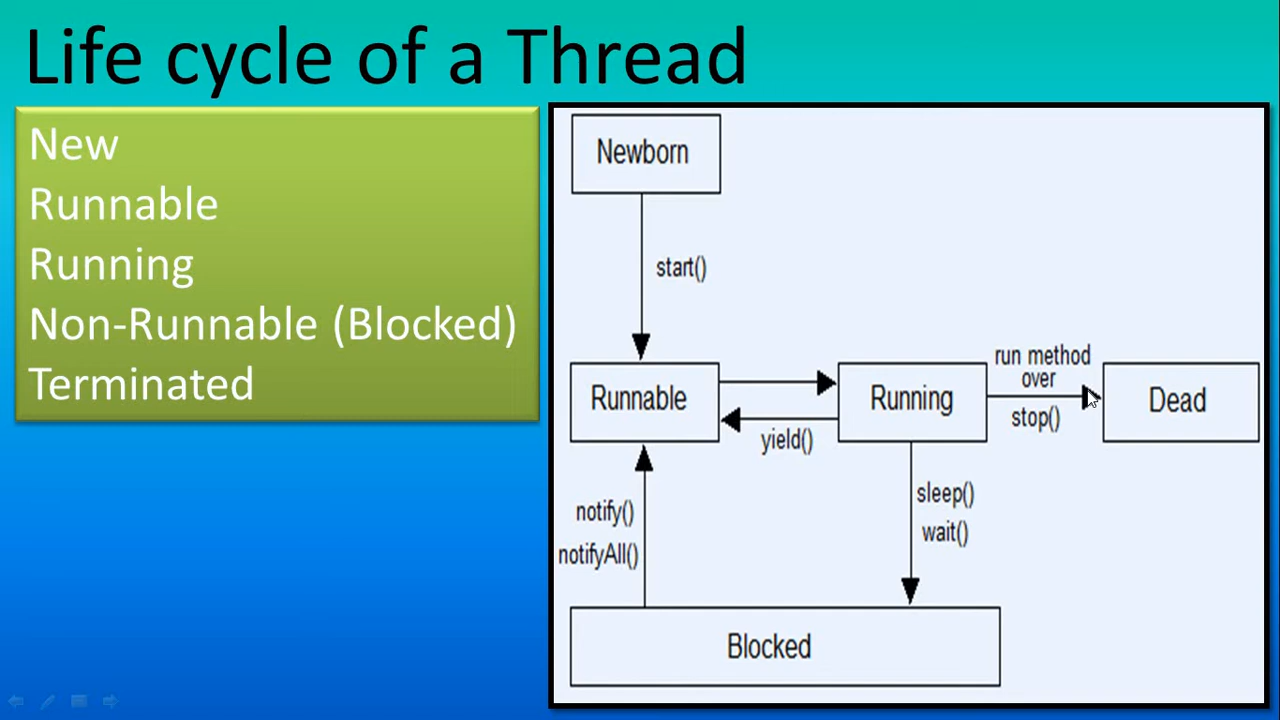 Life cycle of a Thread
New
Runnable
Running
Non-Runnable (Blocked)
Terminated
Newborn
start()
Runnable
yield()
Running
run method
over
stop()
Dead
notify()
notifyAll()
sleep()
wait()
Blocked